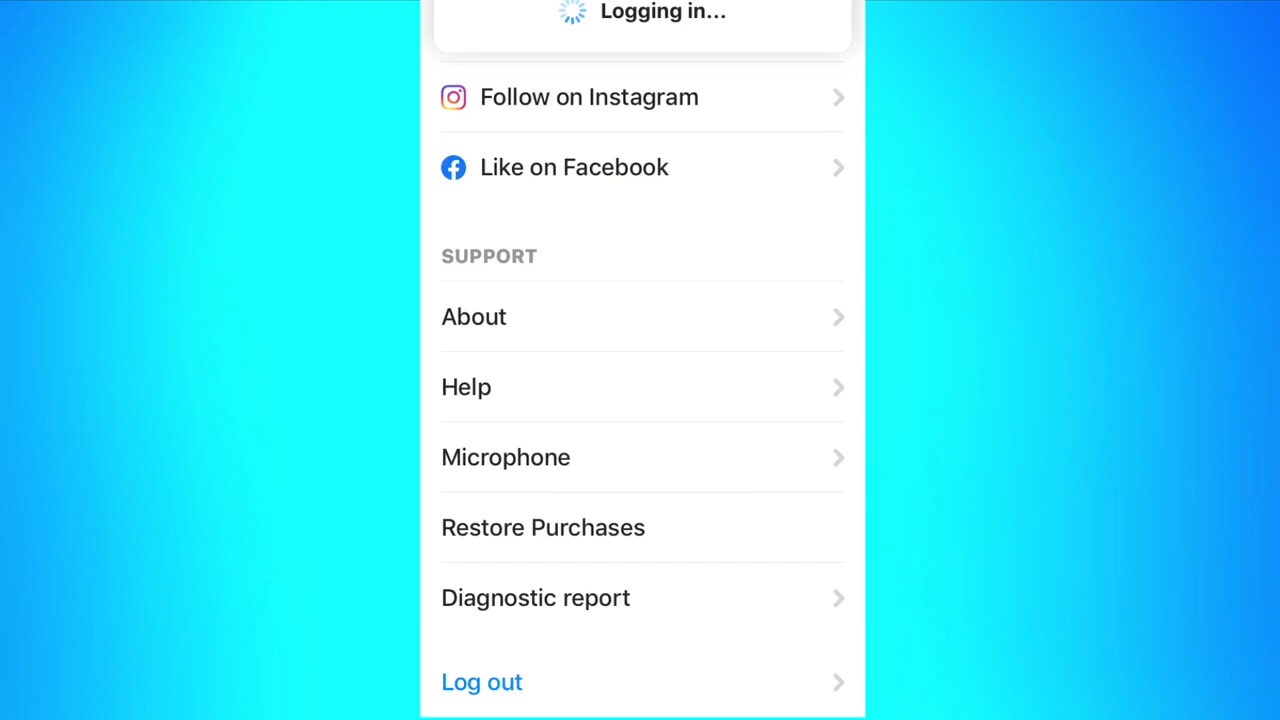 Logging in...
Follow on Instagram
Like on Facebook
SUPPORT
About
Help
Microphone
Restore Purchases
Diagnostic report
Log out